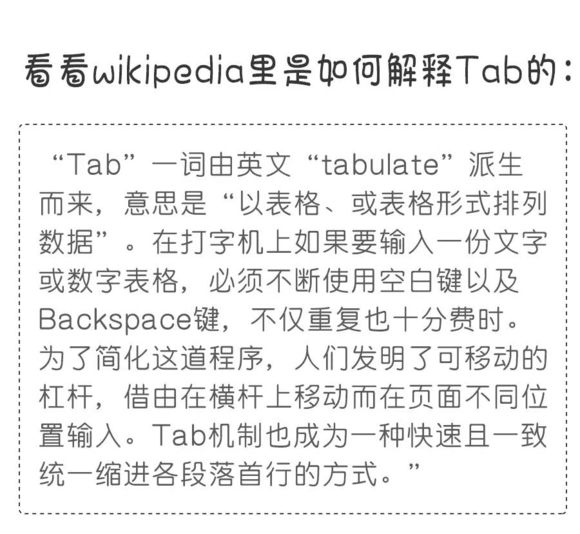 看看wikipedia里是如何解释Tab的：
“Tab”一词由英文“tabulate”派生
而来，意思是“以表格、或表格形式排列
数据”。在打字机上如果要输入一份文字
或数字表格，必须不断使用空白键以及
Backspace键，不仅重复也十分费时。
为了简化这道程序，人们发明了可移动的
杠杆，借由在横杆上移动而在页面不同位
置输入。Tab机制也成为一种快速且一致
统一缩进各段落首行的方式。”